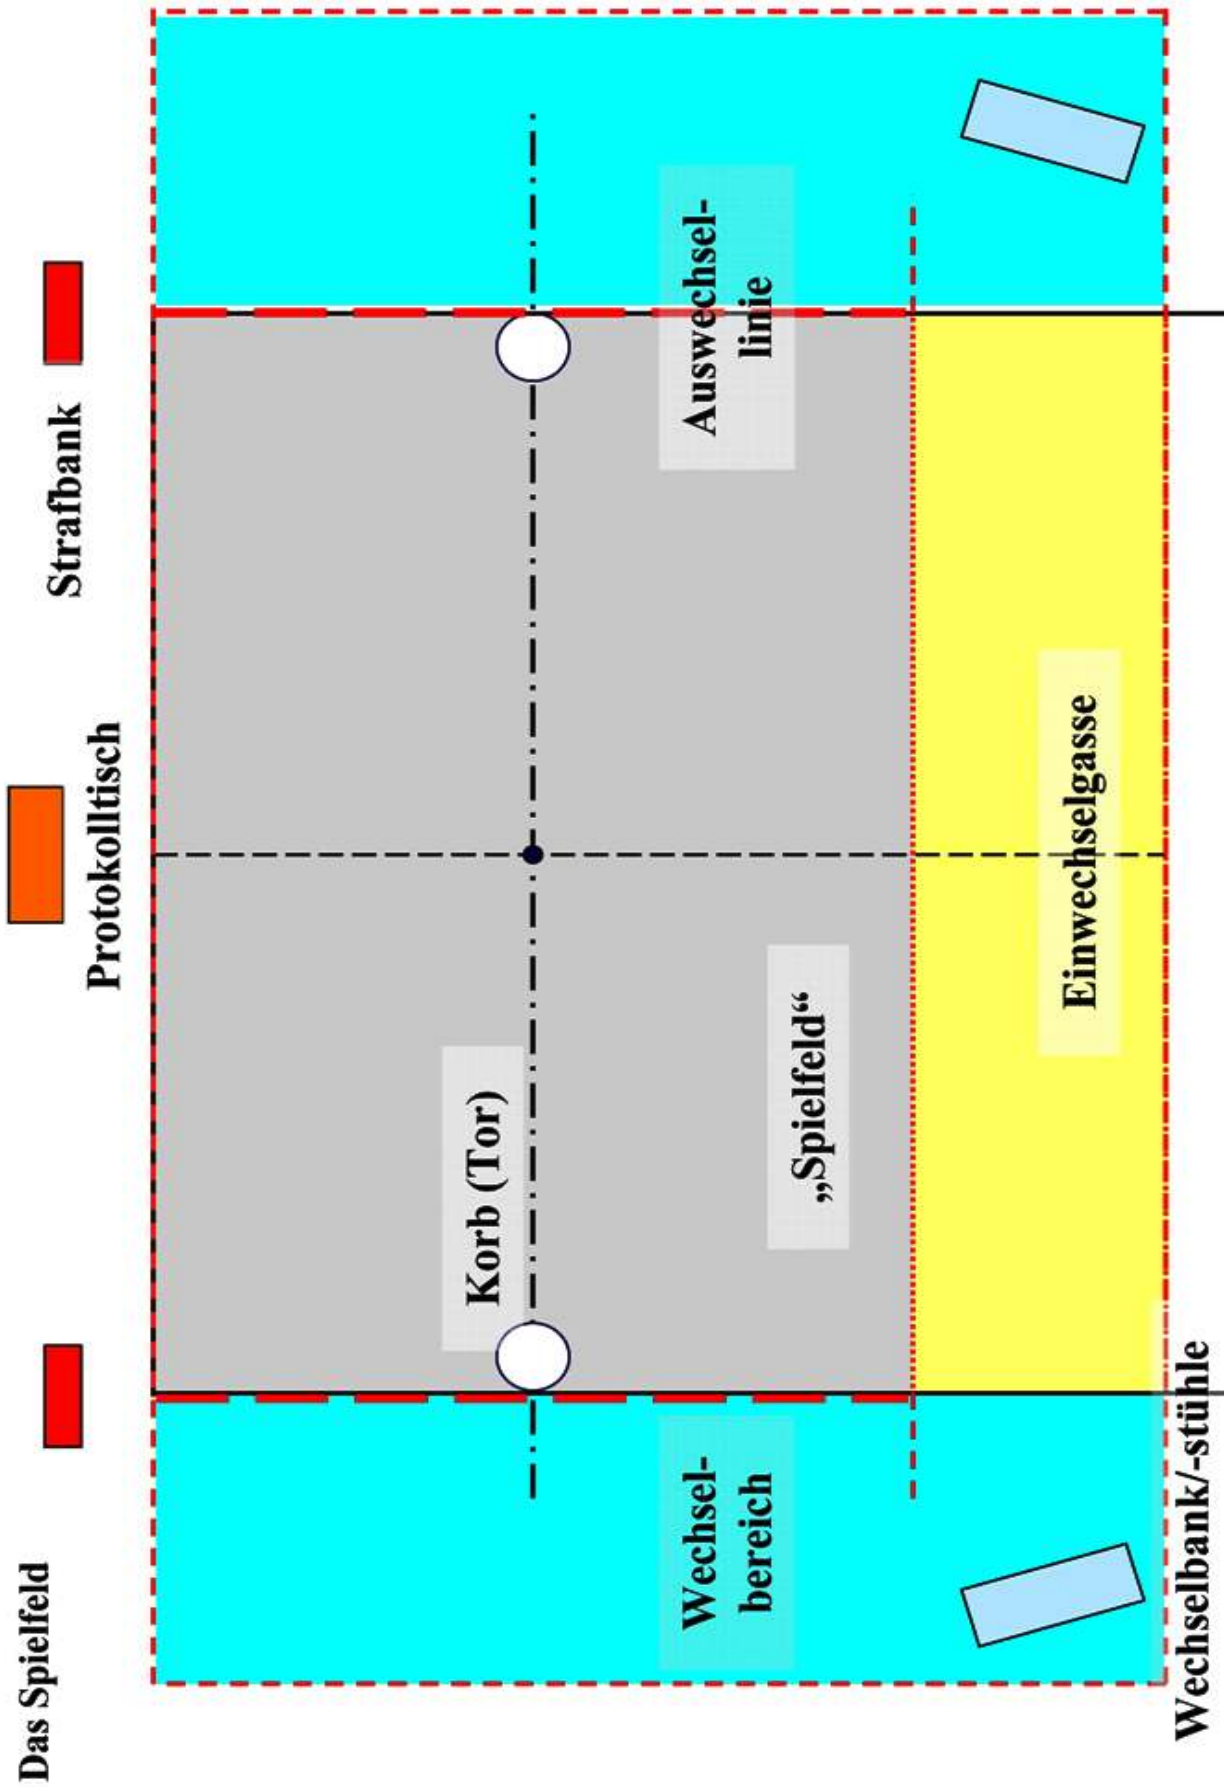 Das Spielfeld
Strafbank
Protokolltisch
Korb (Tor)
Wechsel-
bereich
Auswechsel-
linie
„Spielfeld“
Einwechselgasse
Wechselbank/-stühle